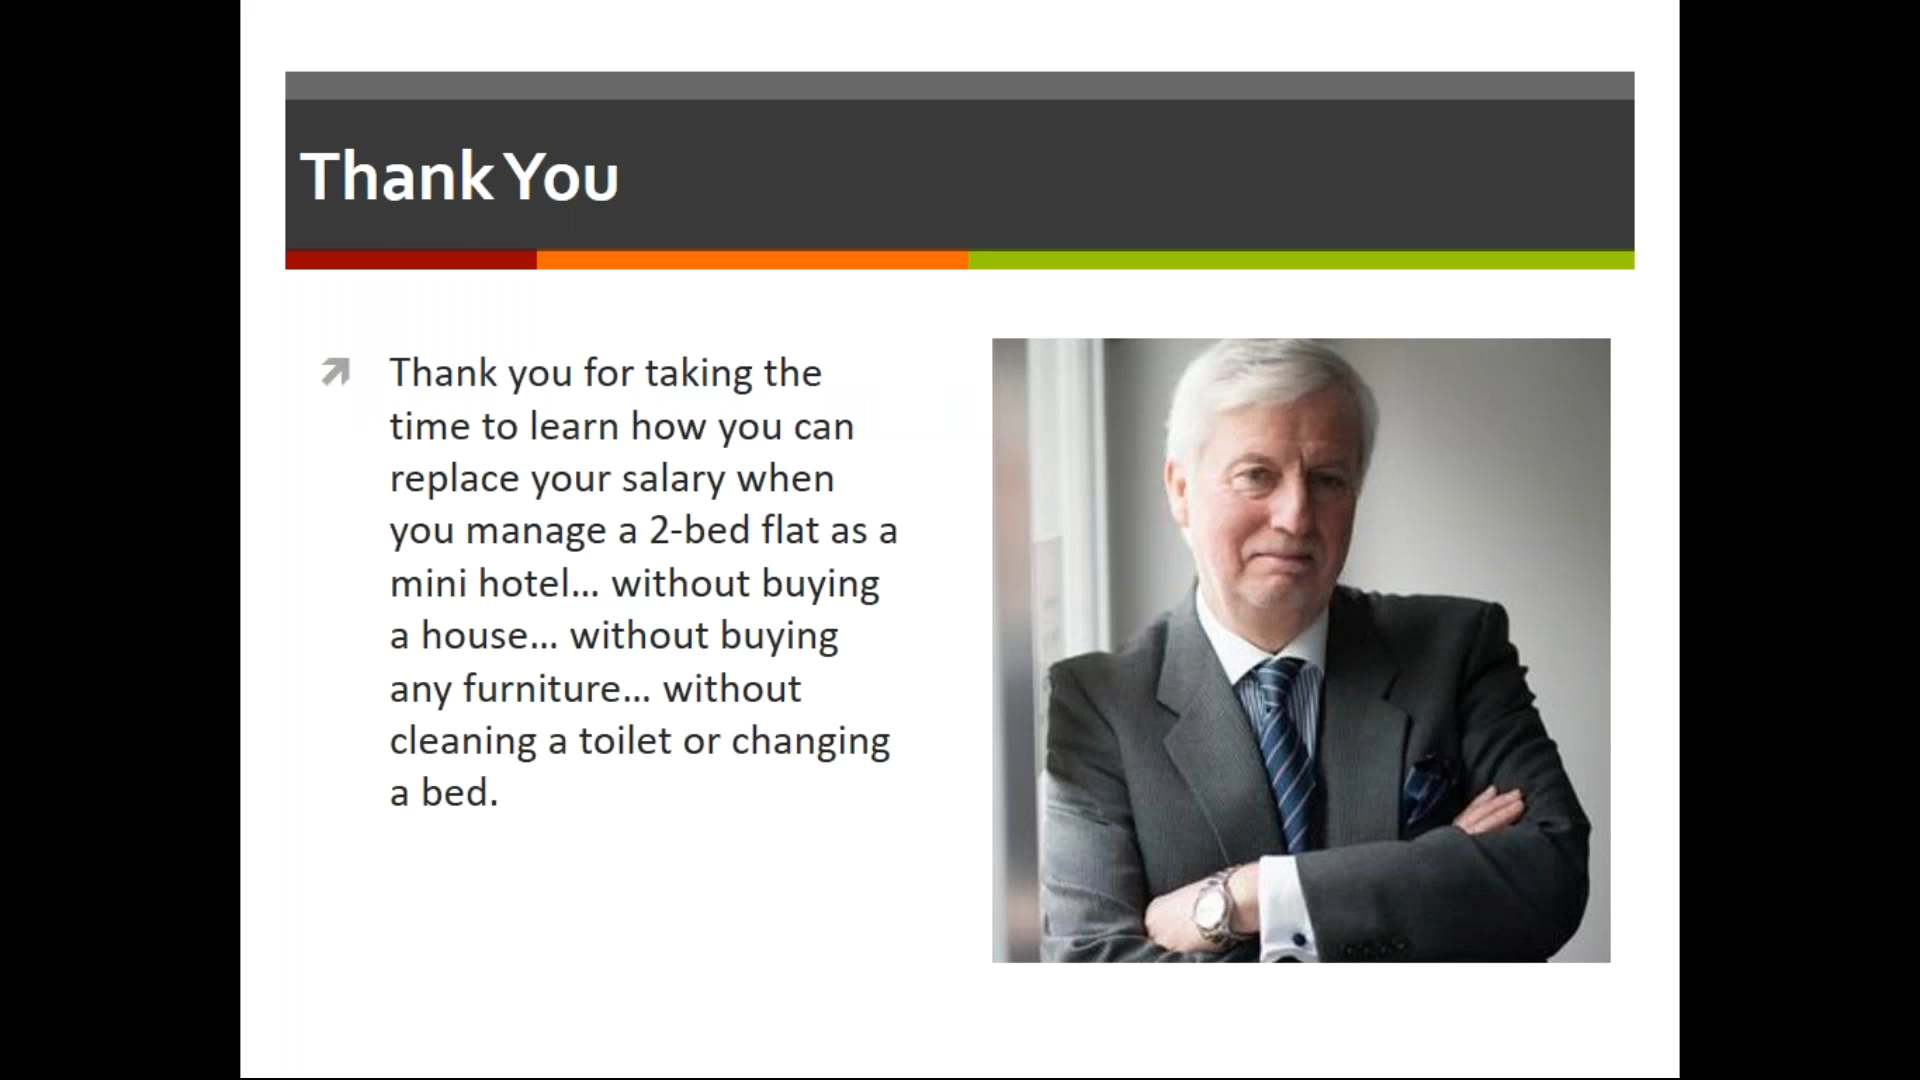 Thank You
Thank you for taking the
time to learn how you can
replace your salary when
you manage a 2-bed flat as a
mini hotel... without buying
a house... without buying
any furniture... without
cleaning a toilet or changing
a bed.